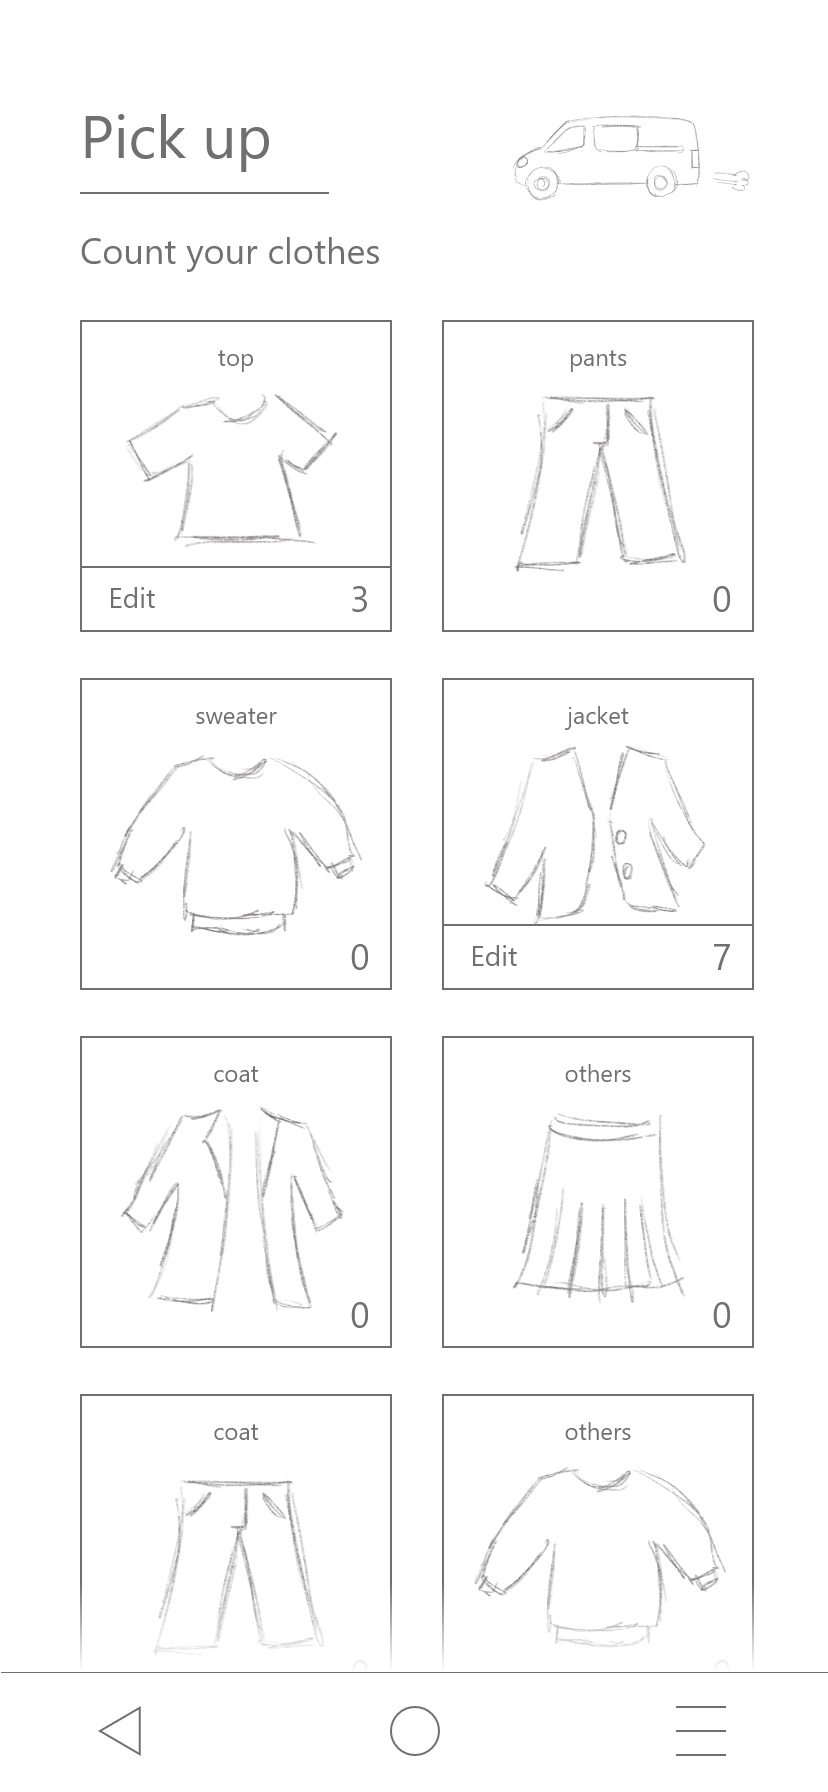 Pick up
Count your clothes
top
pants
Edit 3
0
sweater
jacket
0
Edit 7
coat
others
0
0
coat
others